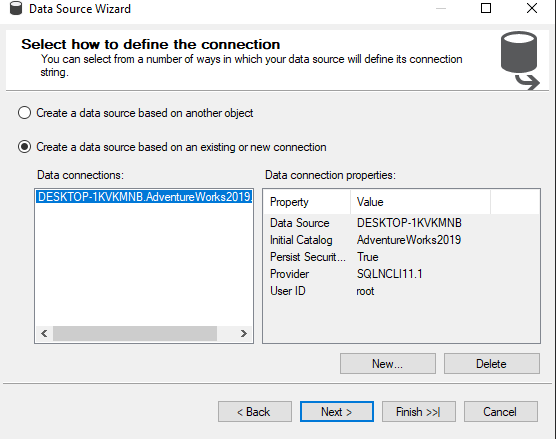 Data Source Wizard
Select how to define the connection
You can select from a number of ways in which your data source will define its connection
string.
Create a data source based on another object
Create a data source based on an existing or new connection
Data connections:
DESKTOP-1KVKMNB.AdventureWorks2019.
Data connection properties:
Property Value
Data Source DESKTOP-1KVKMNB
Initial Catalog AdventureWorks2019
Persist Securit... True
Provider SQLNCLI11.1
User ID root
New... Delete
< Back Next > Finish >>| Cancel